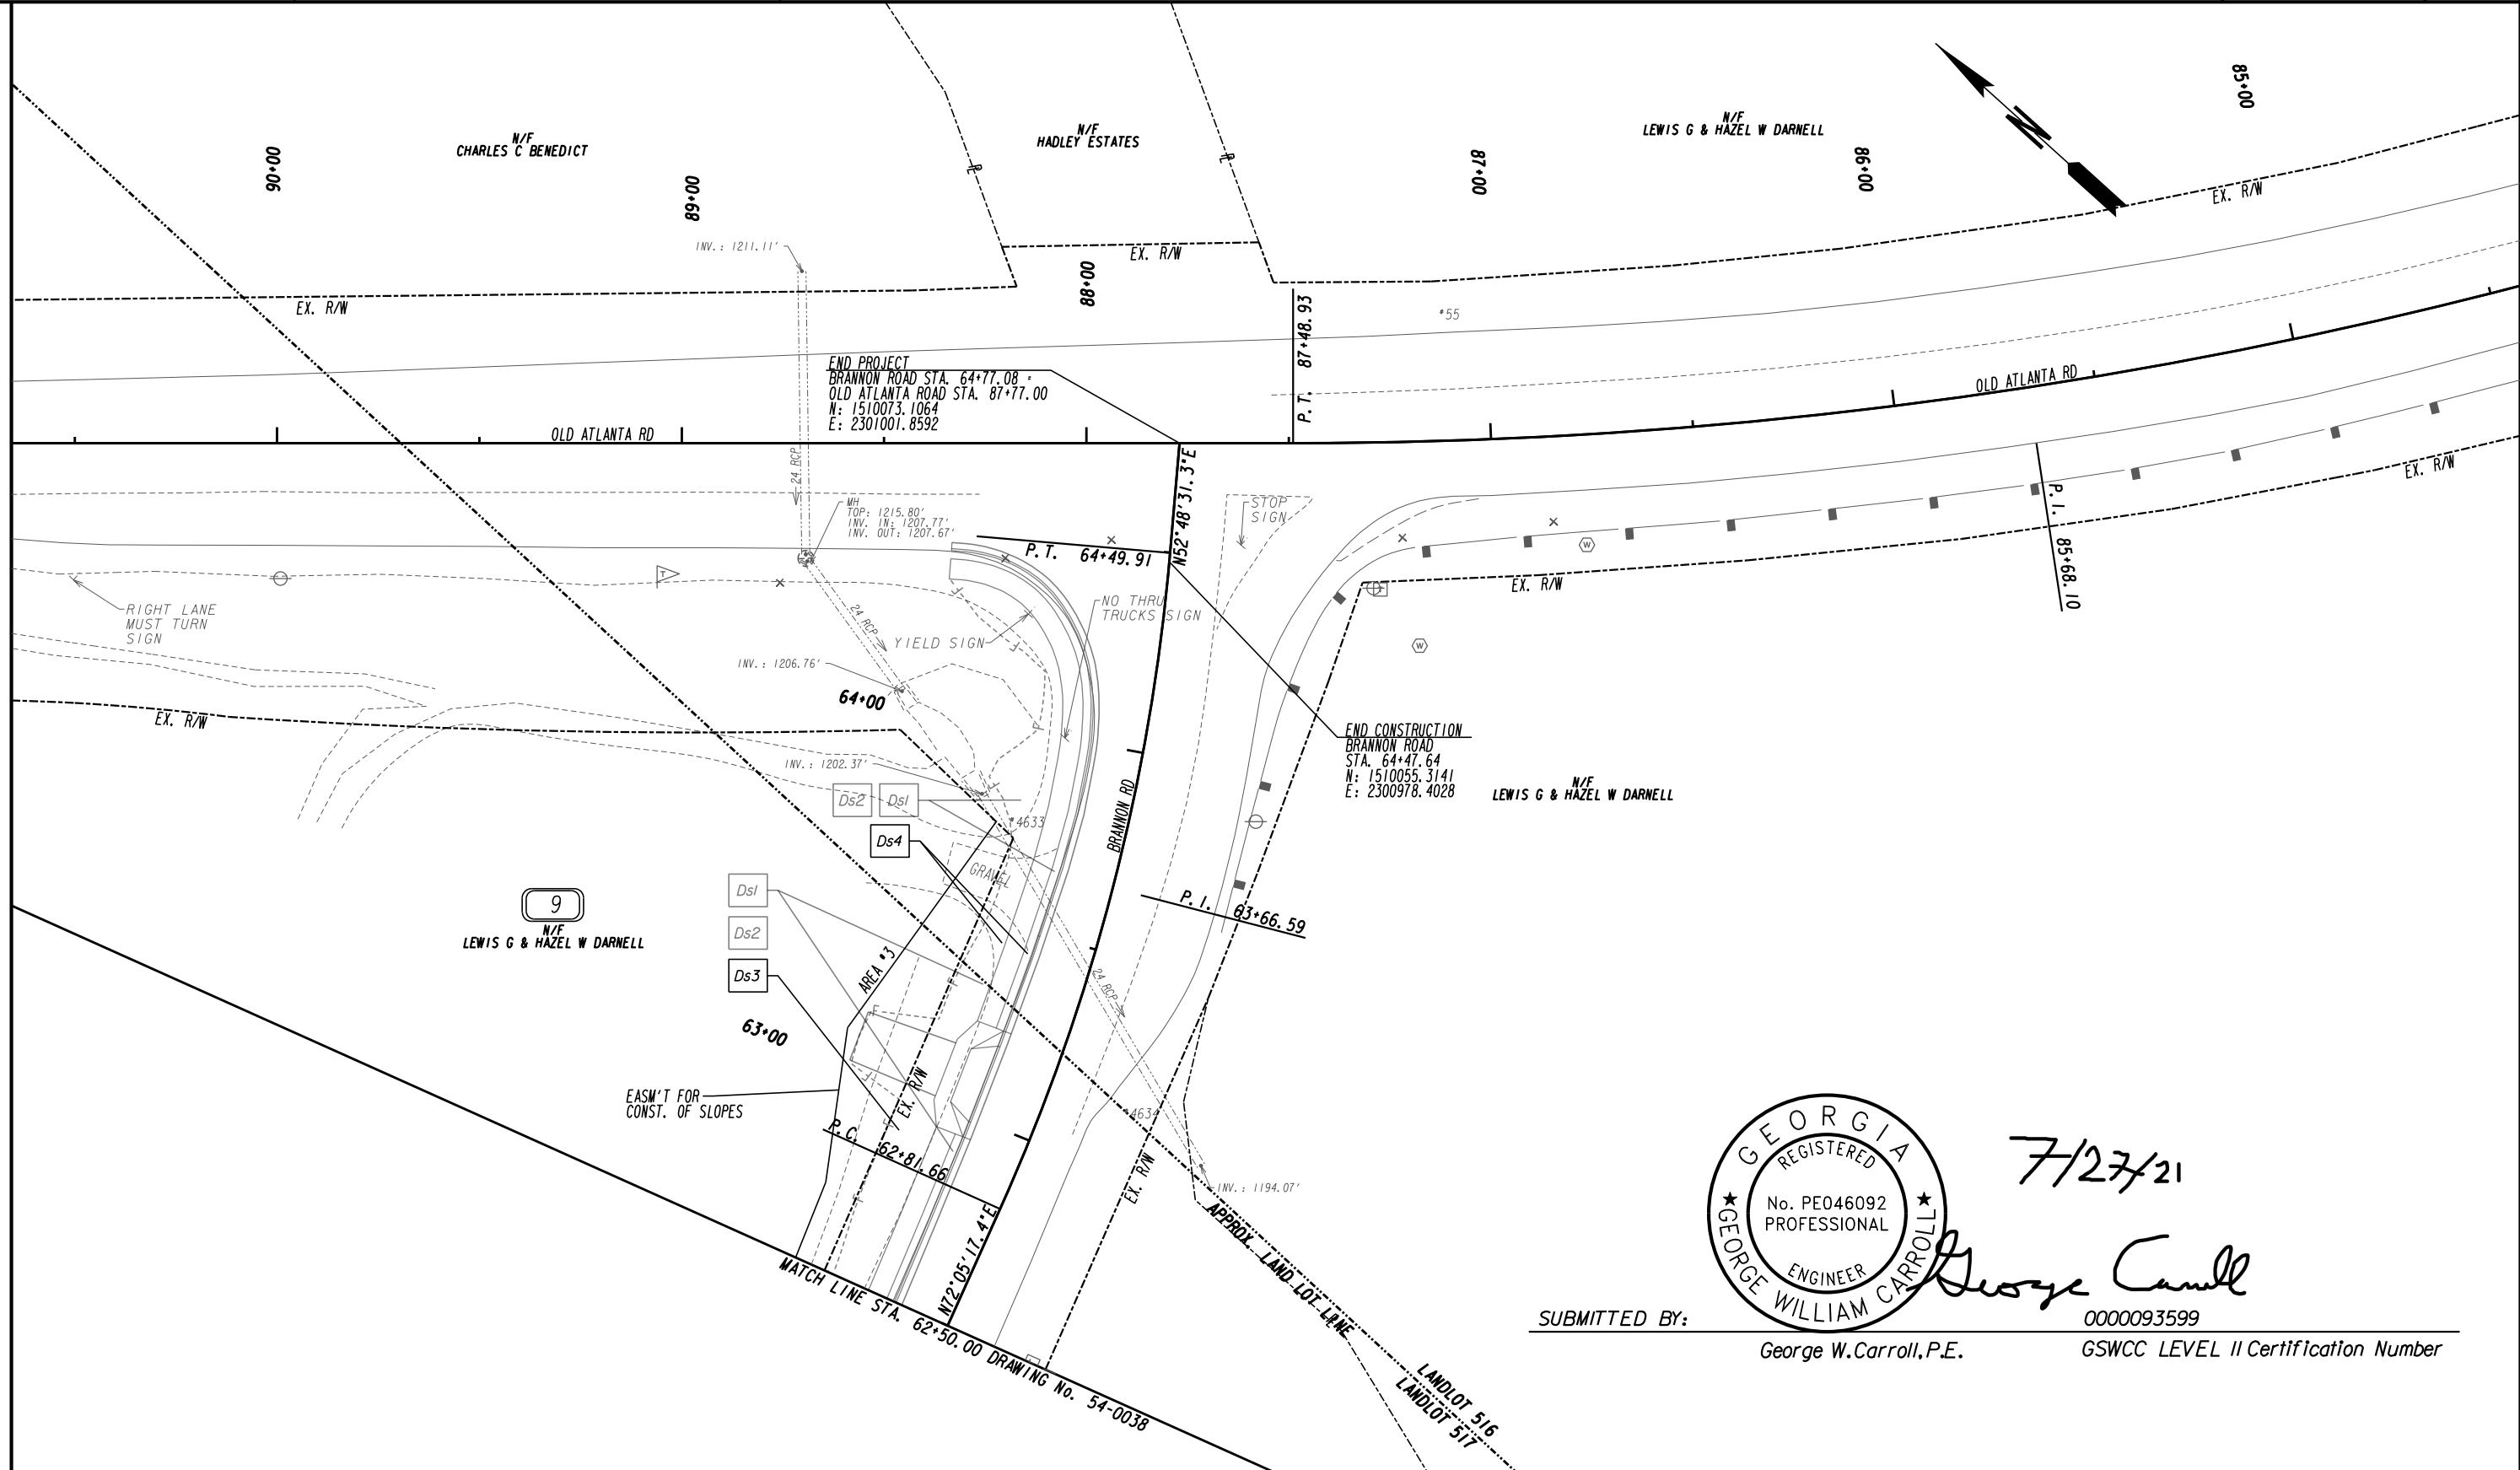 N/F
CHARLES C BENEDICT
N/F
HADLEY ESTATES
N/F
LEWIS G & HAZEL W DARNELL
N
90+00
89+00
88+00
87+00
86+00
85+00
EX. R/W
EX. R/W
EX. R/W
INV.: 1211.11'
P.T. 87+48.93
*55
END PROJECT
BRANNON ROAD STA. 64+77.08 =
OLD ATLANTA ROAD STA. 87+77.00
N: 1510073.1064
E: 2301001.8592
OLD ATLANTA RD
OLD ATLANTA RD
24 RCP
MH
TOP: 1215.80'
INV. IN: 1207.77'
INV. OUT: 1207.67'
N52°48'31.3"E
STOP
SIGN
P.T. 64+49.91
P.I. 85+68.10
EX. R/W
EX. R/W
T
W
W
RIGHT LANE
MUST TURN
SIGN
24 RCP
YIELD SIGN
NO THRU
TRUCKS SIGN
INV.: 1206.76'
64+00
EX. R/W
END CONSTRUCTION
BRANNON ROAD
STA. 64+47.64
N: 1510055.3141
E: 2300978.4028
N/F
LEWIS G & HAZEL W DARNELL
INV.: 1202.37'
Ds2 Ds1
*4633
Ds4
BRANNON RD
GRAVEL
Ds1
Ds2
Ds3
9
N/F
LEWIS G & HAZEL W DARNELL
P.I. 63+66.59
AREA #3
24 RCP
63+00
EASM'T FOR
CONST. OF SLOPES
EX. R/W
*4634
P.C. 62+81.66
EX. R/W
INV.: 1194.07'
N72°05'17.4"E
APPROX. LAND LOT LINE
MATCH LINE STA. 62+50.00 DRAWING No. 54-0038
LANDLOT 516
LANDLOT 517
GEORGIA
REGISTERED
No. PE046092
PROFESSIONAL
ENGINEER
GEORGE WILLIAM CARROLL
7/27/21
George Carroll
SUBMITTED BY:
0000093599
George W.Carroll,P.E.
GSWCC LEVEL II Certification Number